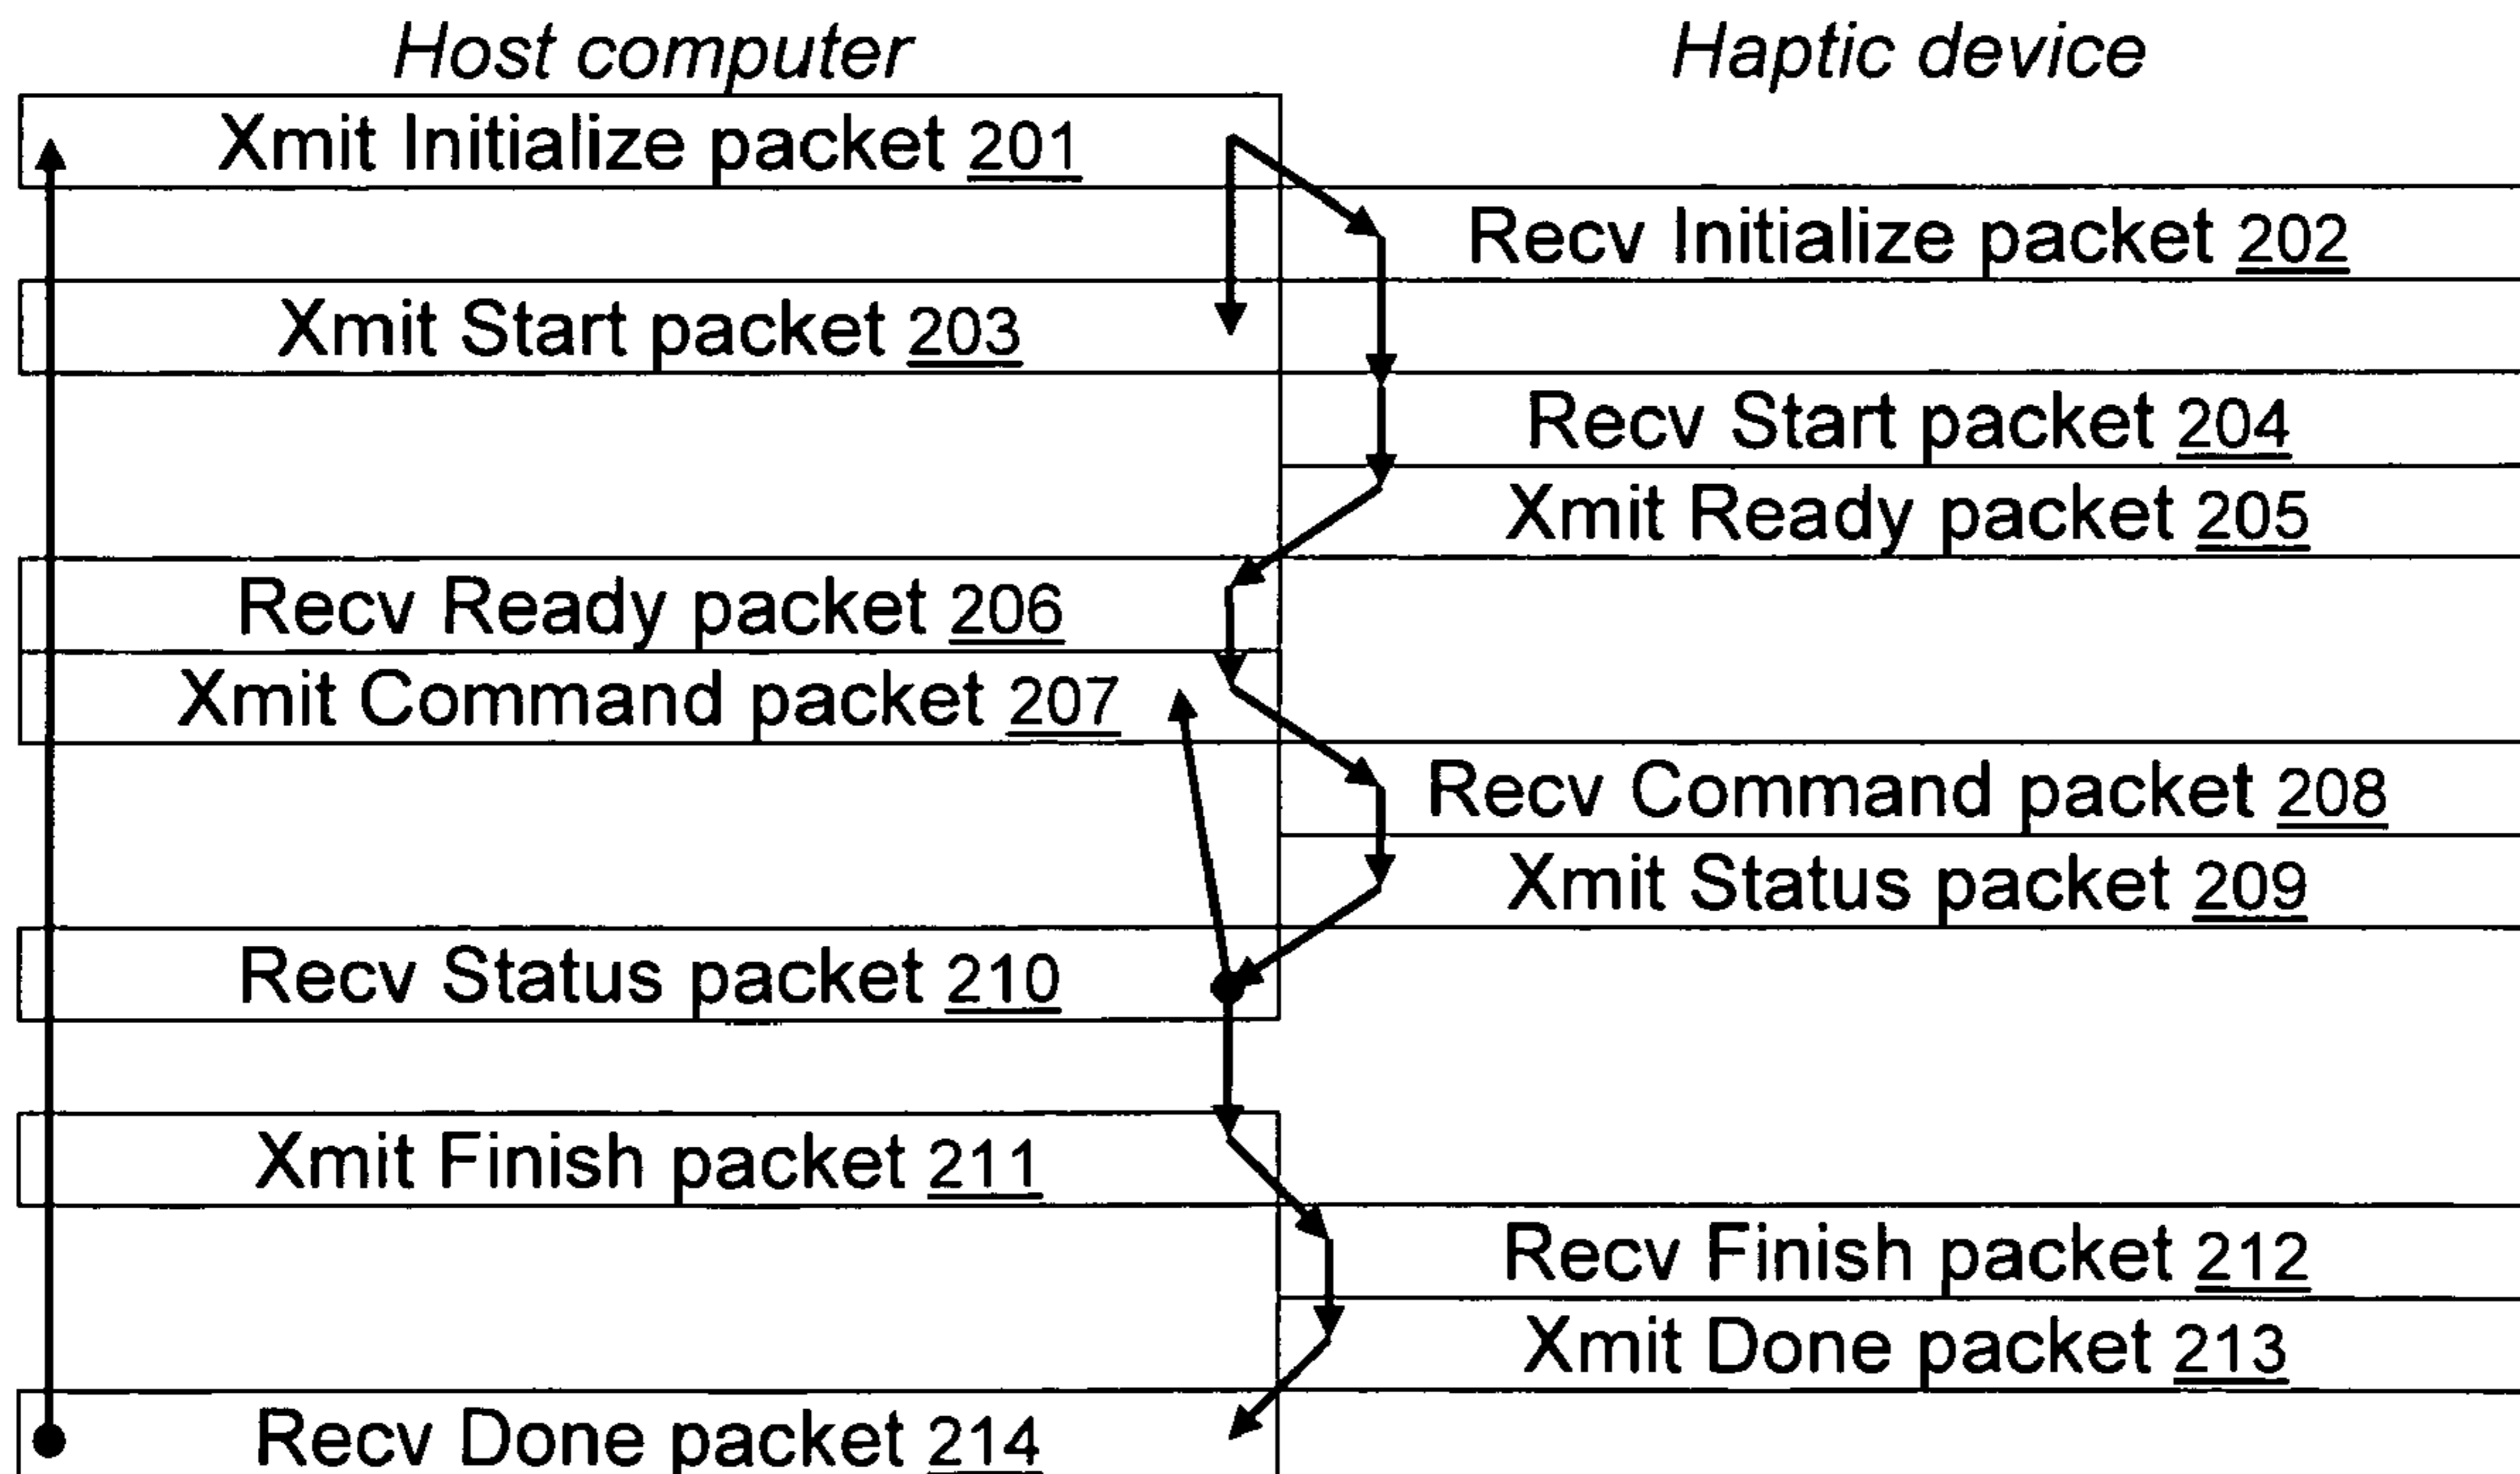 Host computer Haptic device
Xmit Initialize packet 201
Recv Initialize packet 202
Xmit Start packet 203
Recv Start packet 204
Xmit Ready packet 205
Recv Ready packet 206
Xmit Command packet 207
Recv Command packet 208
Xmit Status packet 209
Recv Status packet 210
Xmit Finish packet 211
Recv Finish packet 212
Xmit Done packet 213
Recv Done packet 214